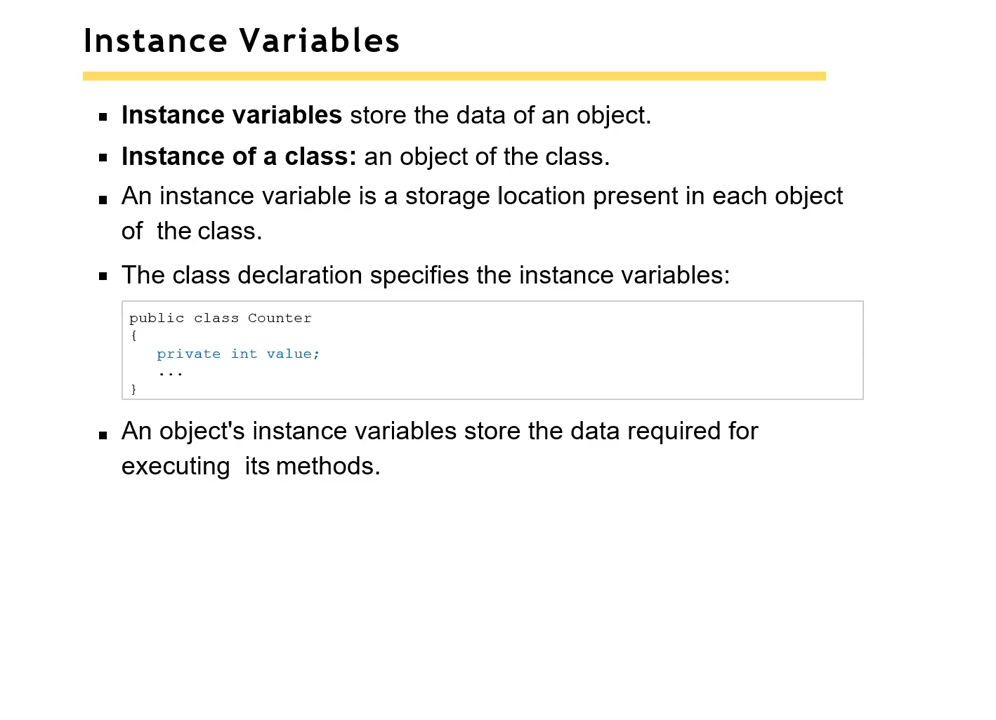 Instance Variables
▪ Instance variables store the data of an object.
▪ Instance of a class: an object of the class.
▪ An instance variable is a storage location present in each object
of the class.
▪ The class declaration specifies the instance variables:
public class Counter
{
   private int value;
   ...
}
▪ An object's instance variables store the data required for
executing its methods.